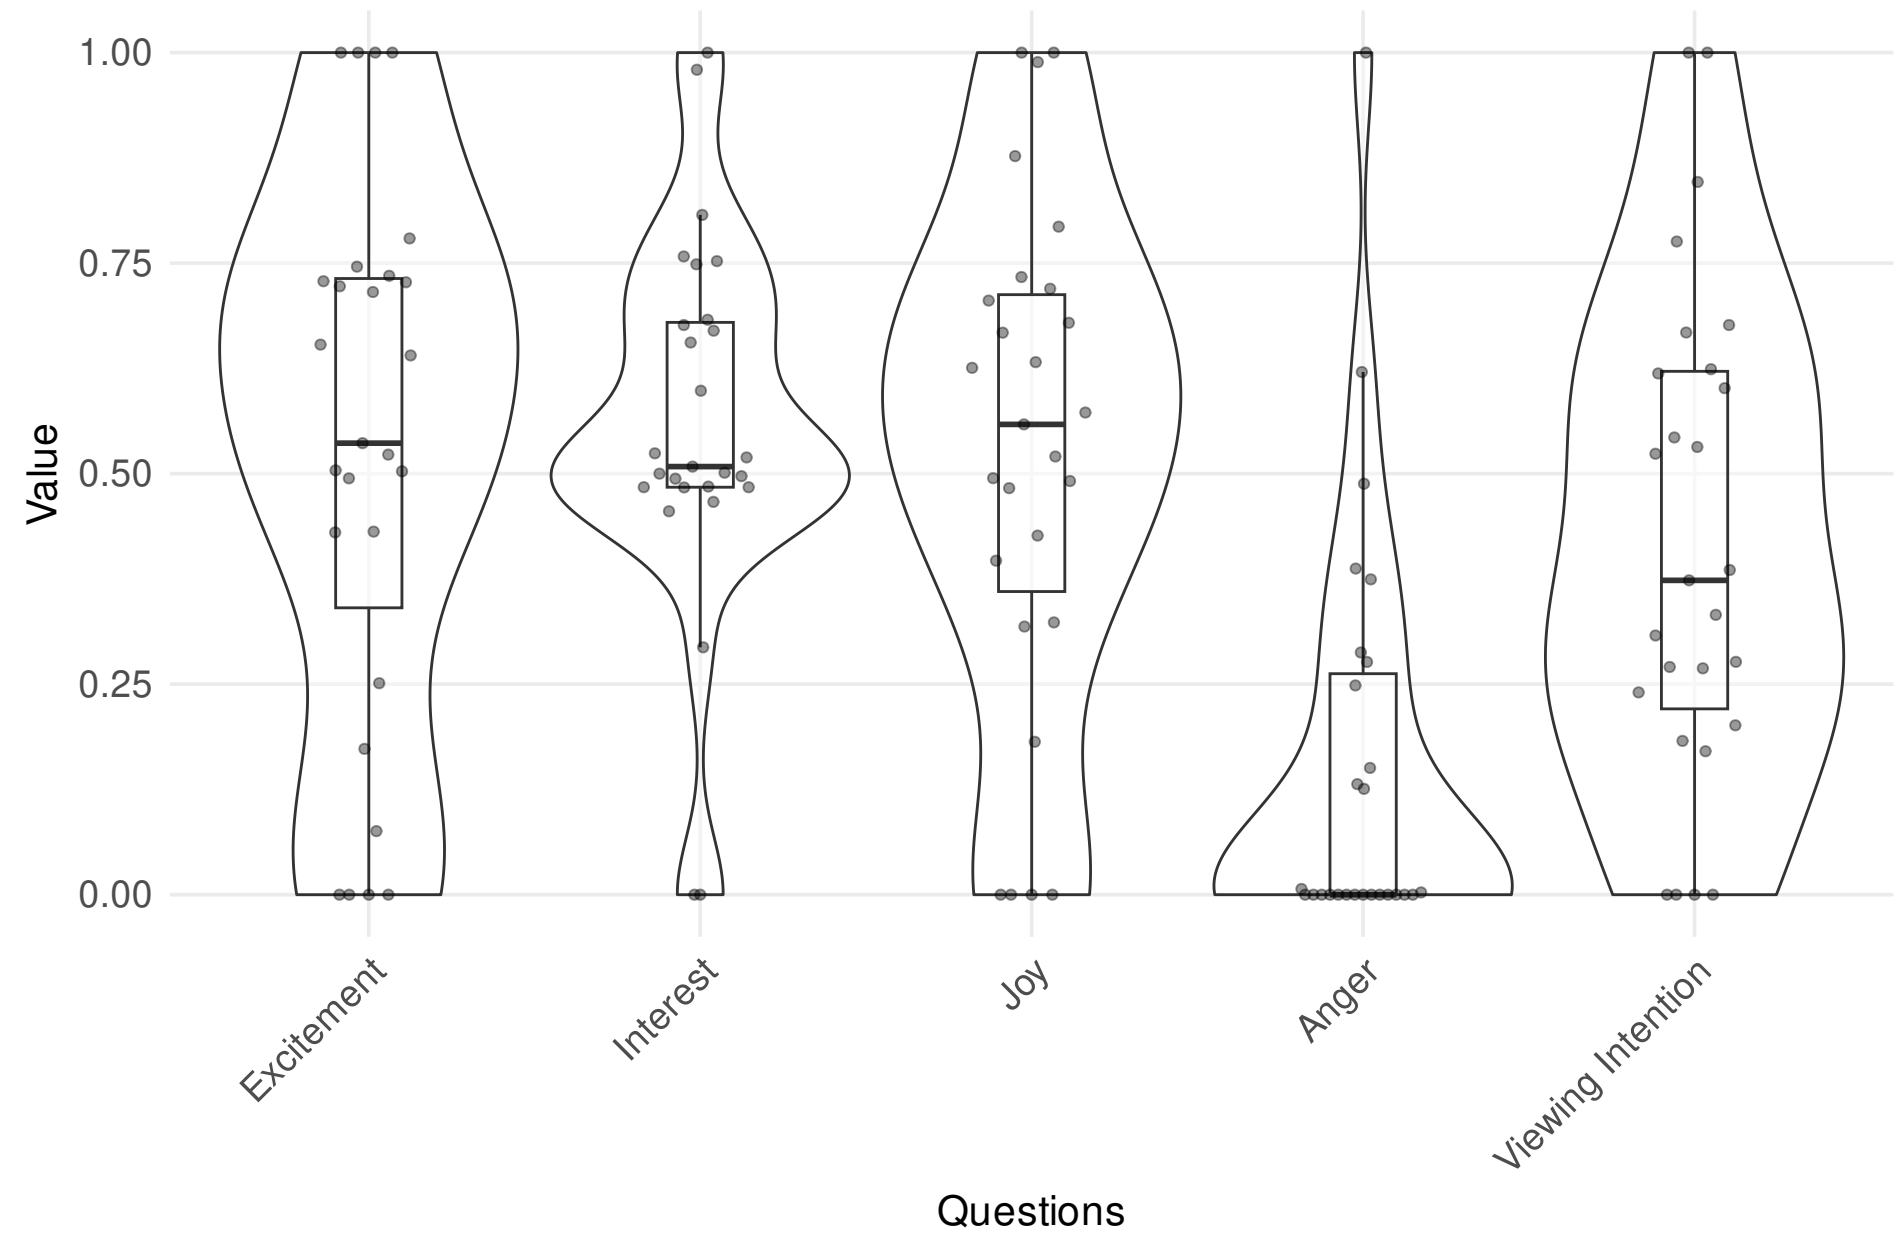 1.00
0.75
0.50
0.25
0.00
Value
Excitement
Interest
Joy
Anger
Viewing Intention
Questions